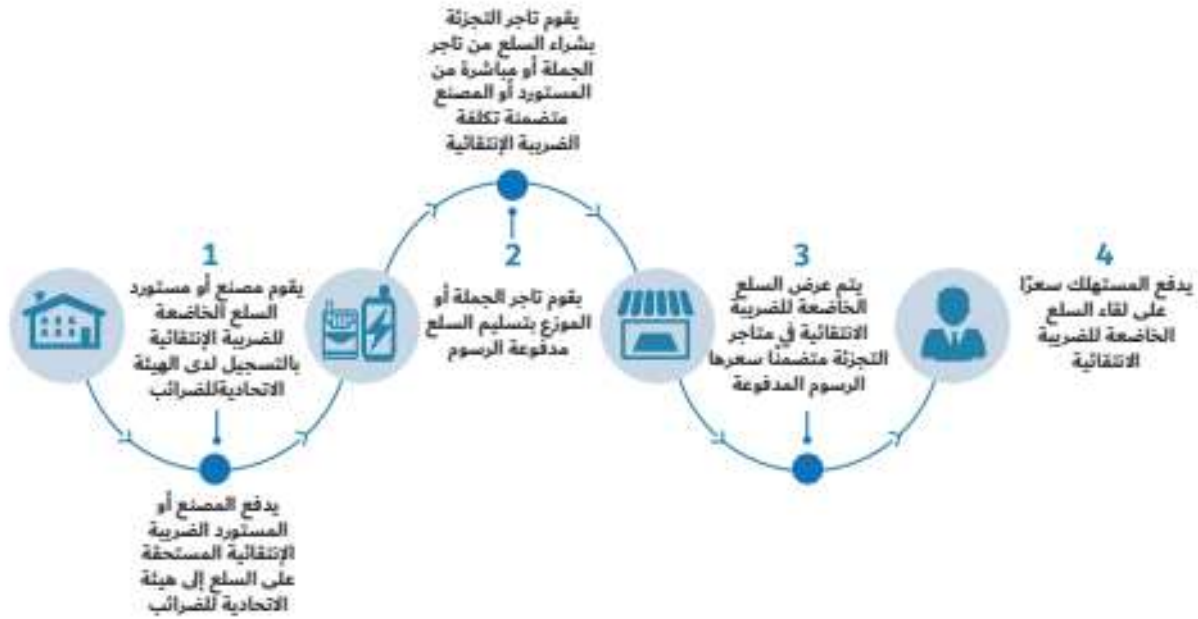 1
يقوم مصنع أو مستورد
السلع الخاضعة
للضريبة الإنتقائية
بالتسجيل لدى الهيئة
الاتحاديةللضرائب
يدفع المصنع أو
المستورد الضريبة
الإنتقائية المستحقة
على السلع إلى هيئة
الاتحادية للضرائب
يقوم تاجر التجزئة
بشراء السلع من تاجر
الجملة أو مباشرة من
المستورد أو المصنع
متضمنة تكلفة
الضريبة الإنتقائية
2
يقوم تاجر الجملة أو
الموزع بتسليم السلع
مدفوعة الرسوم
3
يتم عرض السلع
الخاضعة للضريبة
الانتقائية في متاجر
التجزئة متضمنًا سعرها
الرسوم المدفوعة
4
يدفع المستهلك سعرًا
على لقاء السلع
الخاضعة للضريبة
الانتقائية